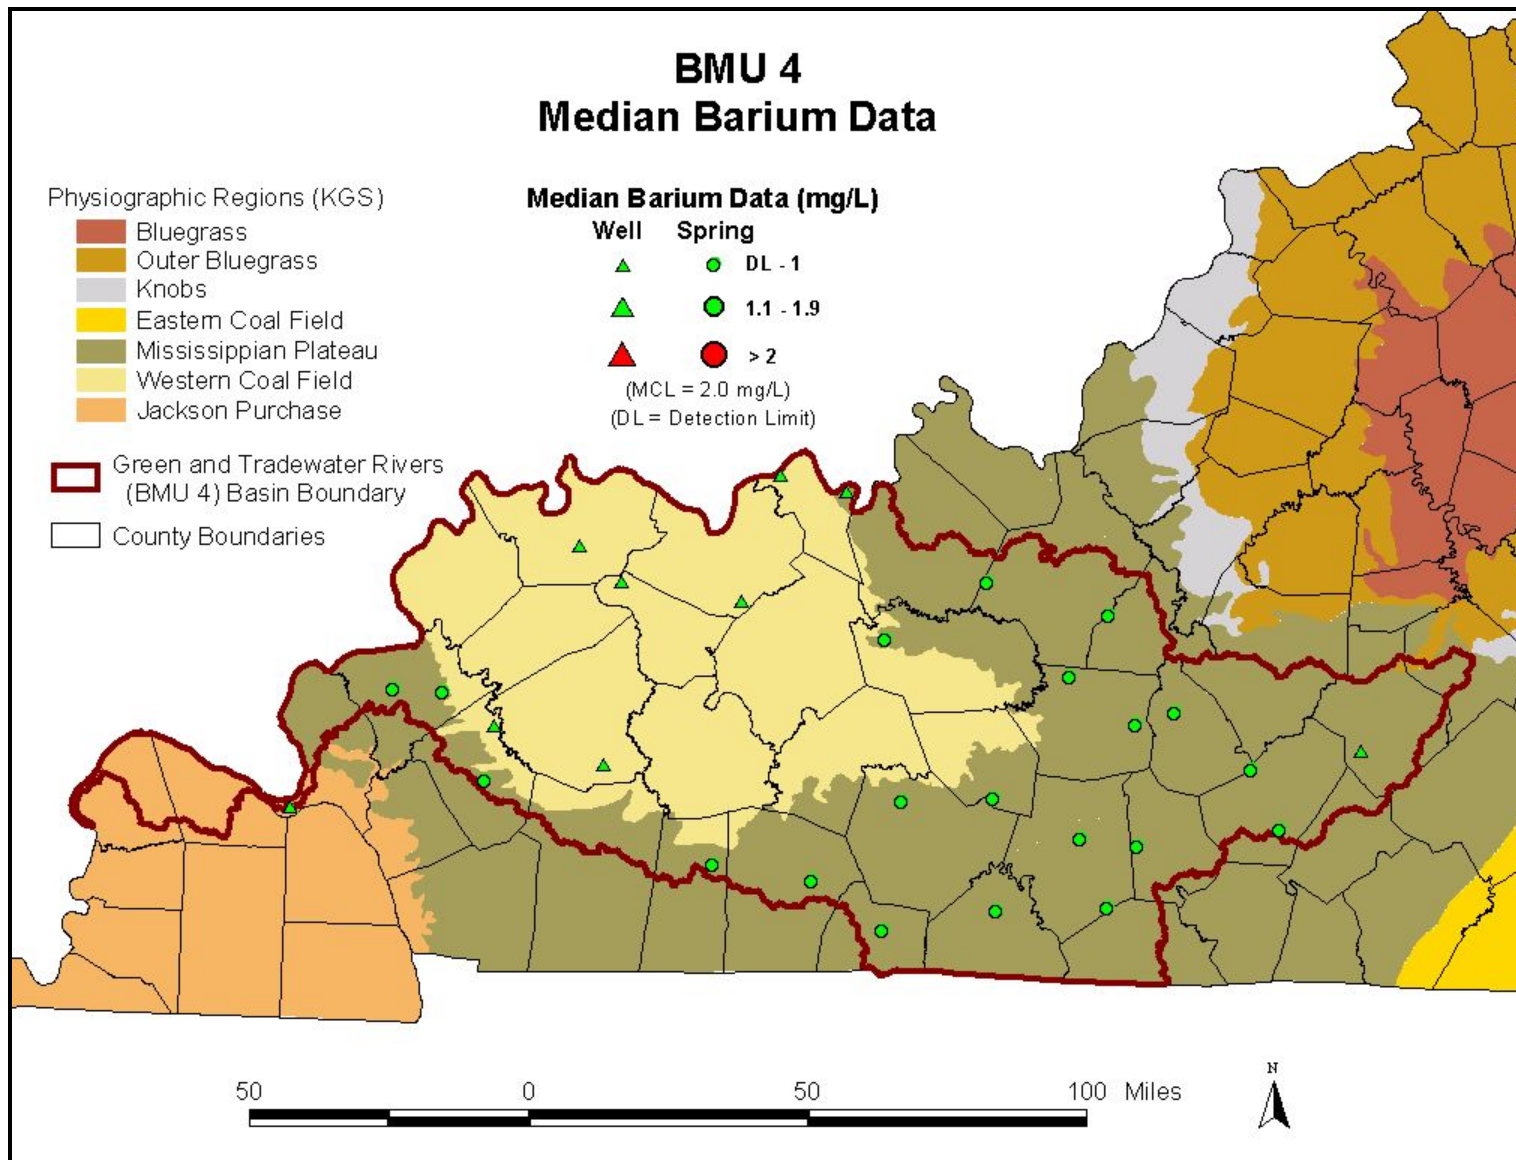 BMU 4
Median Barium Data
Physiographic Regions (KGS)
Bluegrass
Outer Bluegrass
Knobs
Eastern Coal Field
Mississippian Plateau
Western Coal Field
Jackson Purchase
Green and Tradewater Rivers
(BMU 4) Basin Boundary
County Boundaries
Median Barium Data (mg/L)
Well Spring
DL - 1
1.1 - 1.9
> 2
(MCL = 2.0 mg/L)
(DL = Detection Limit)
50 0 50 100 Miles
N